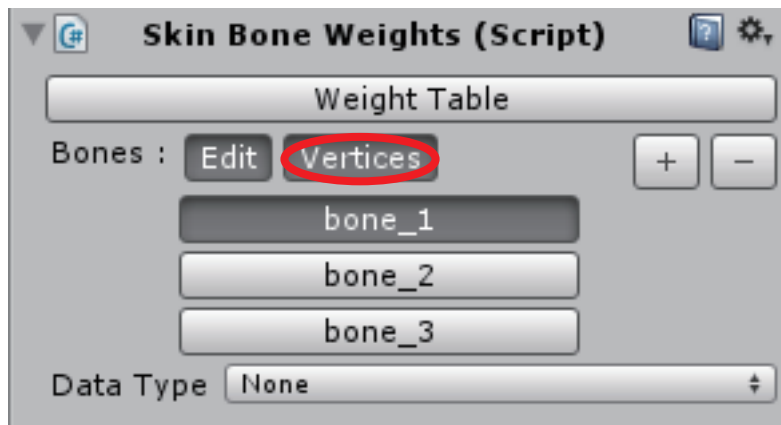 Skin Bone Weights (Script)
Weight Table
Bones : Edit Vertices + −
bone_1
bone_2
bone_3
Data Type None